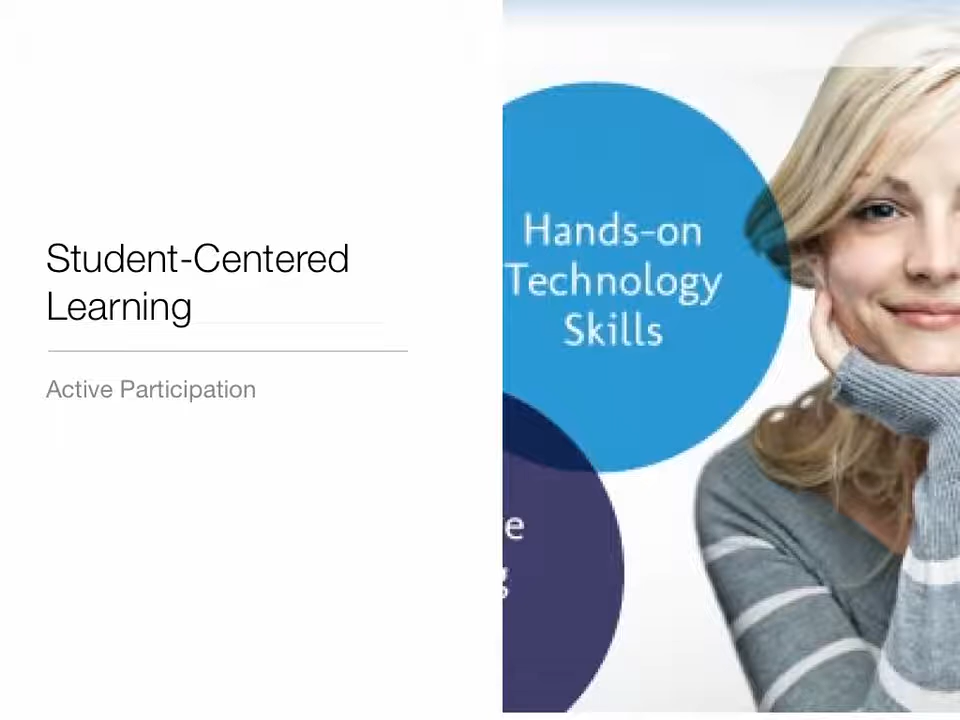 Student-Centered
Learning
Active Participation
Hands-on
Technology
Skills